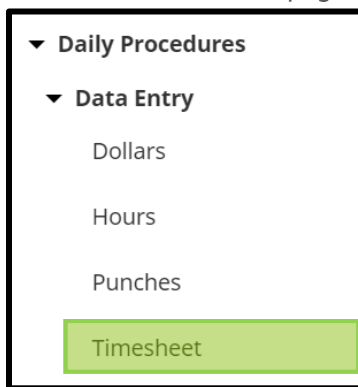 Daily Procedures
Data Entry
Dollars
Hours
Punches
Timesheet